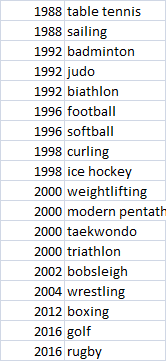 1988 table tennis
1988 sailing
1992 badminton
1992 judo
1992 biathlon
1996 football
1996 softball
1998 curling
1998 ice hockey
2000 weightlifting
2000 modern pentath
2000 taekwondo
2000 triathlon
2002 bobsleigh
2004 wrestling
2012 boxing
2016 golf
2016 rugby